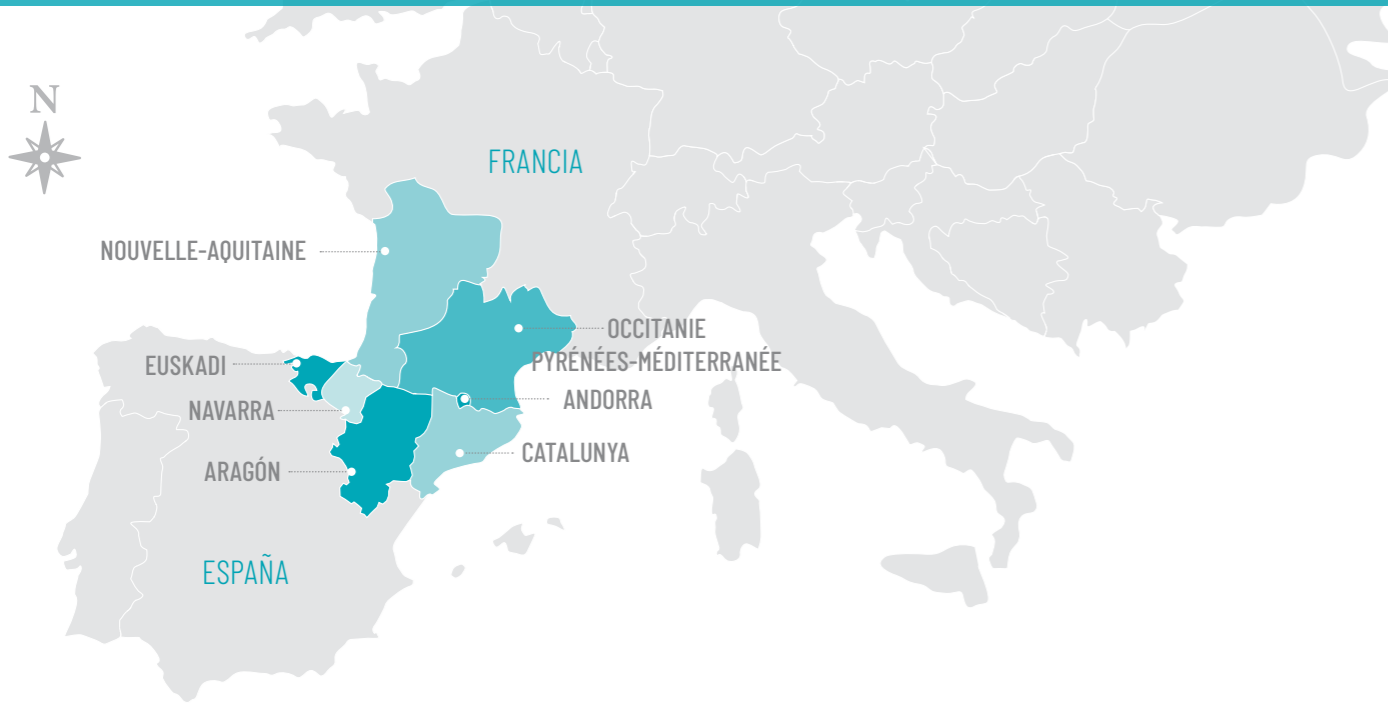 N
FRANCIA
NOUVELLE-AQUITAINE
OCCITANIE
PYRÉNÉES-MÉDITERRANÉE
EUSKADI
ANDORRA
NAVARRA
CATALUNYA
ARAGÓN
ESPAÑA